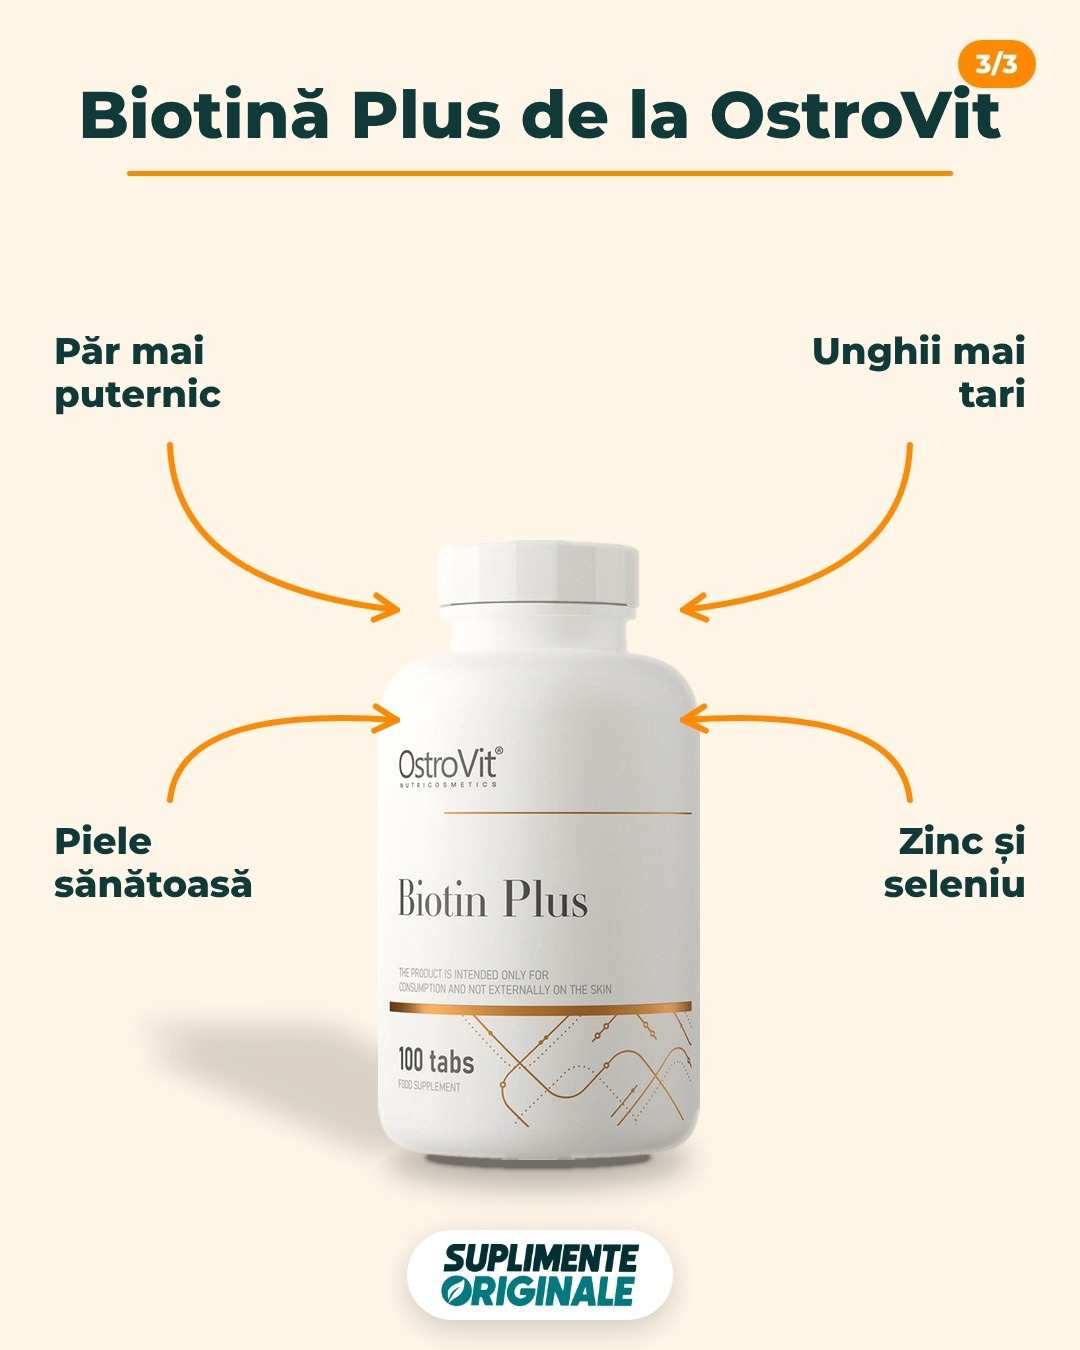 3/3
Biotină Plus de la OstroVit
Păr mai
puternic
Unghii mai
tari
Piele
sănătoasă
Zinc și
seleniu
OstroVit®
NUTRICOSMETICS
Biotin Plus
THE PRODUCT IS INTENDED ONLY FOR
CONSUMPTION AND NOT EXTERNALLY ON THE SKIN
100 tabs
FOOD SUPPLEMENT
SUPLIMENTE
ORIGINALE